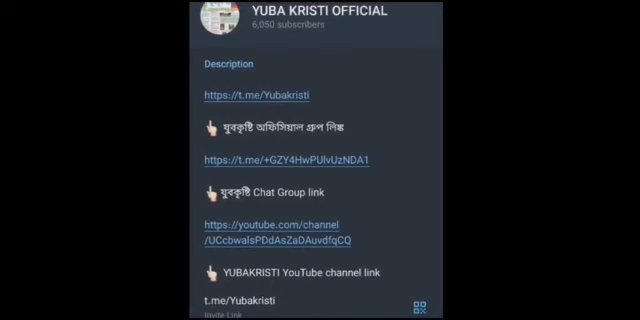 YUBA KRISTI OFFICIAL
6,050 subscribers
Description
https://t.me/Yubakristi
👆 যুবকৃষ্টি অফিসিয়াল গ্রুপ লিঙ্ক
https://t.me/+GZY4HwPUlvUzNDA1
👆যুবকৃষ্টি Chat Group link
https://youtube.com/channel
/UCcbwalsPDdAsZaDAuvdfqCQ
👆 YUBAKRISTI YouTube channel link
t.me/Yubakristi
Invite Link